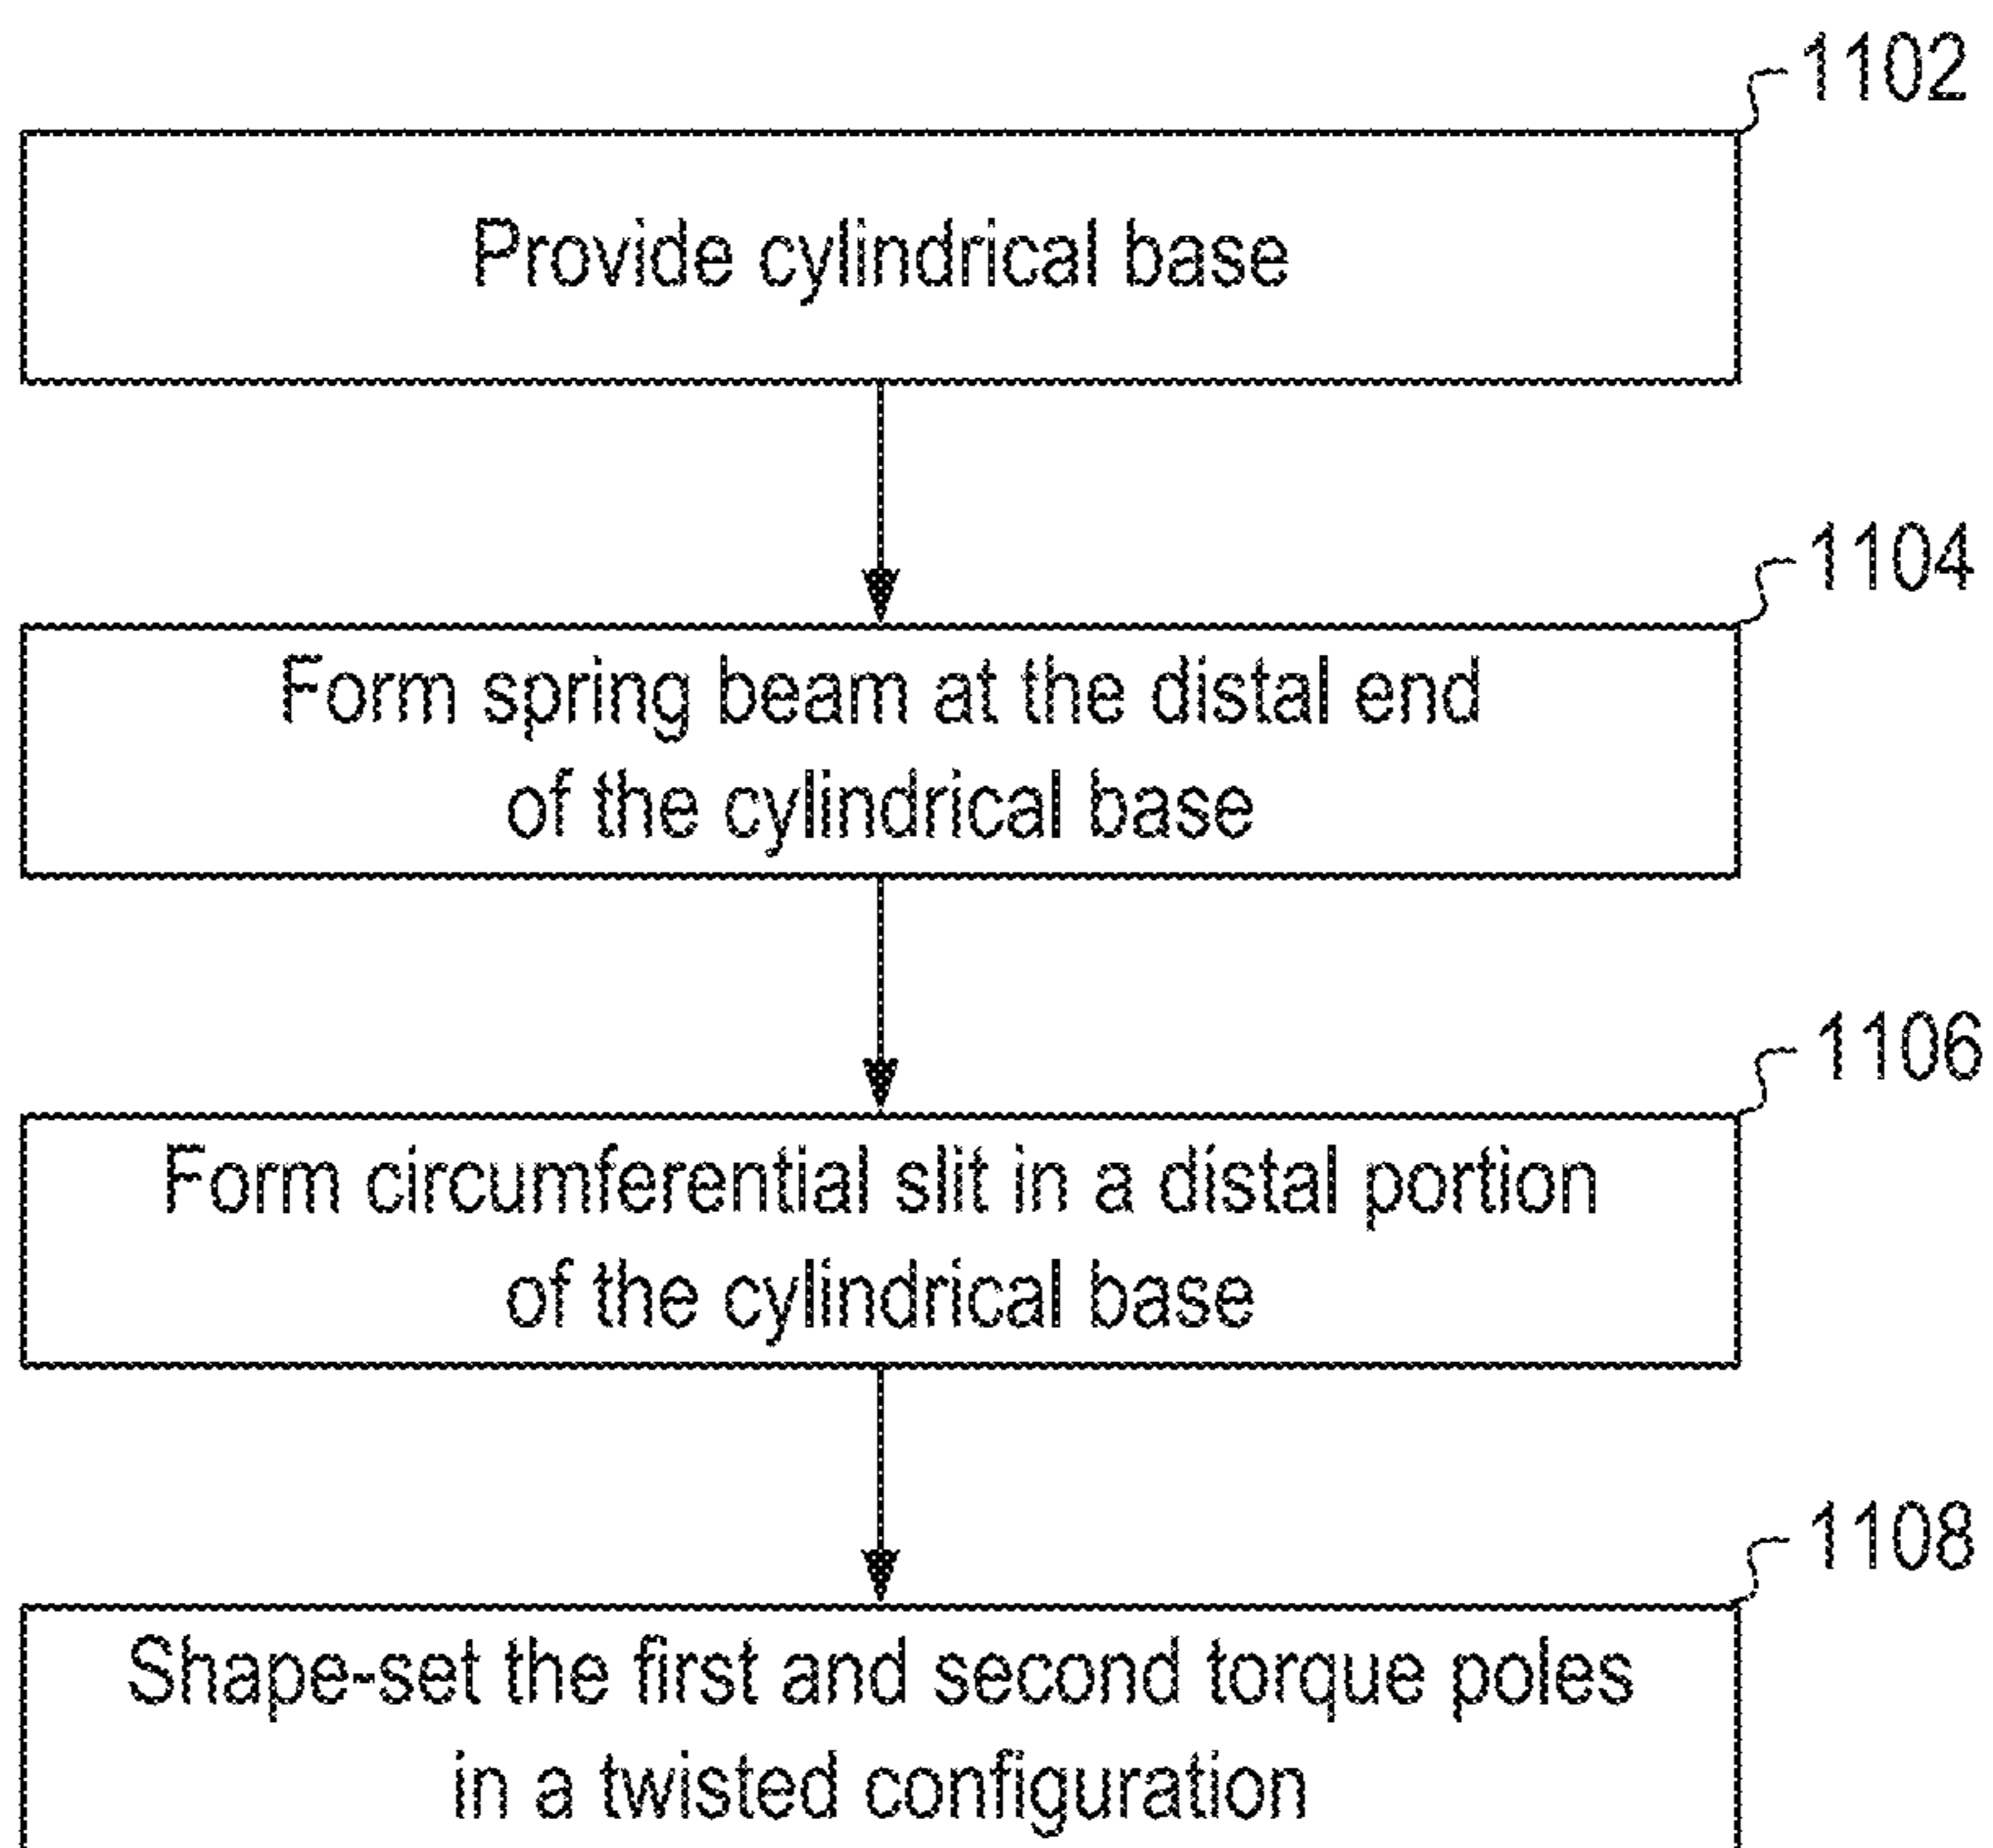 1102
Provide cylindrical base
1104
Form spring beam at the distal end
of the cylindrical base
1106
Form circumferential slit in a distal portion
of the cylindrical base
1108
Shape-set the first and second torque poles
in a twisted configuration